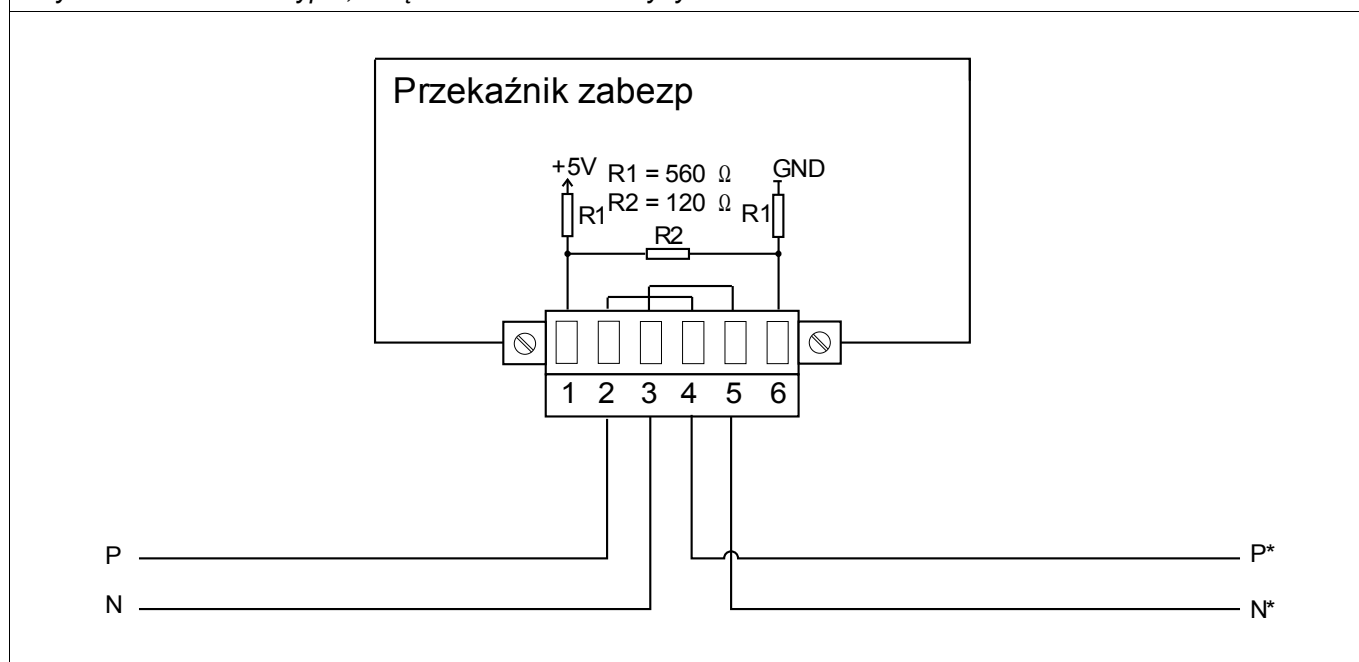 Przekaźnik zabezp
+5V R1 = 560 Ω GND
R1 R2 = 120 Ω R1
R2
1 2 3 4 5 6
P P*
N N*